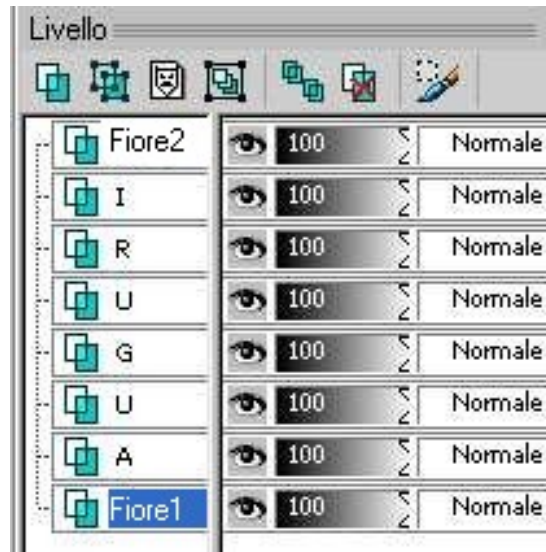 Livello
Fiore2 100 Normale
I 100 Normale
R 100 Normale
U 100 Normale
G 100 Normale
U 100 Normale
A 100 Normale
Fiore1 100 Normale